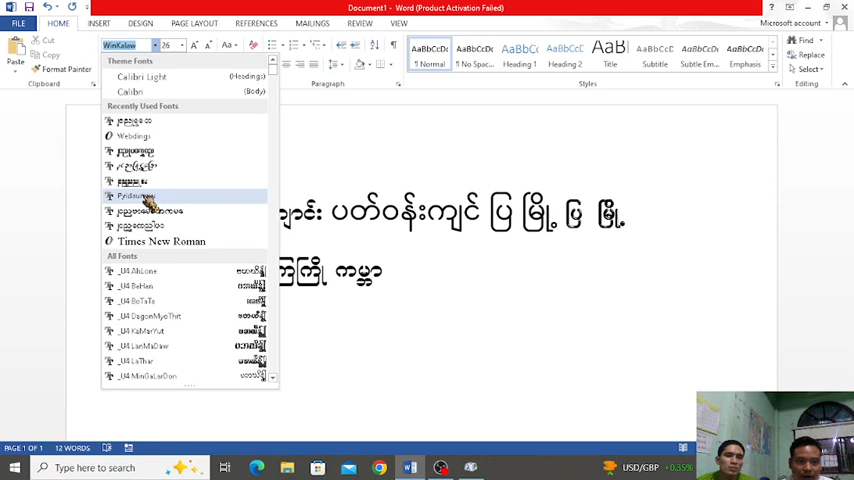 Document1 - Word (Product Activation Failed)
FILE HOME INSERT DESIGN PAGE LAYOUT REFERENCES MAILINGS REVIEW VIEW Microsoft account
Cut
Copy
Paste
Format Painter
Clipboard
WinKalaw 26
Aa
Paragraph
AaBbCcDc AaBbCcDc AaBbCc AaBbCcC AaB AaBbCcC AaBbCcDc AaBbCcDc
¶ Normal ¶ No Spac... Heading 1 Heading 2 Title Subtitle Subtle Em... Emphasis
Styles
Find
Replace
Select
Editing
Theme Fonts
Calibri Light (Headings)
Calibri (Body)
Recently Used Fonts
Webdings
Times New Roman
All Fonts
_U4 AhLone
_U4 BaHan
_U4 BoTaTa
_U4 DagonMyoThit
_U4 KaMarYut
_U4 LanMaDaw
_U4 LaThar
_U4 MinGaLarDon
ပတ်ဝန်းကျင် ပြ မြို့ ပြ မြို့
ကမ္ဘာ
PAGE 1 OF 1 12 WORDS
Type here to search
USD/GBP +0.35%